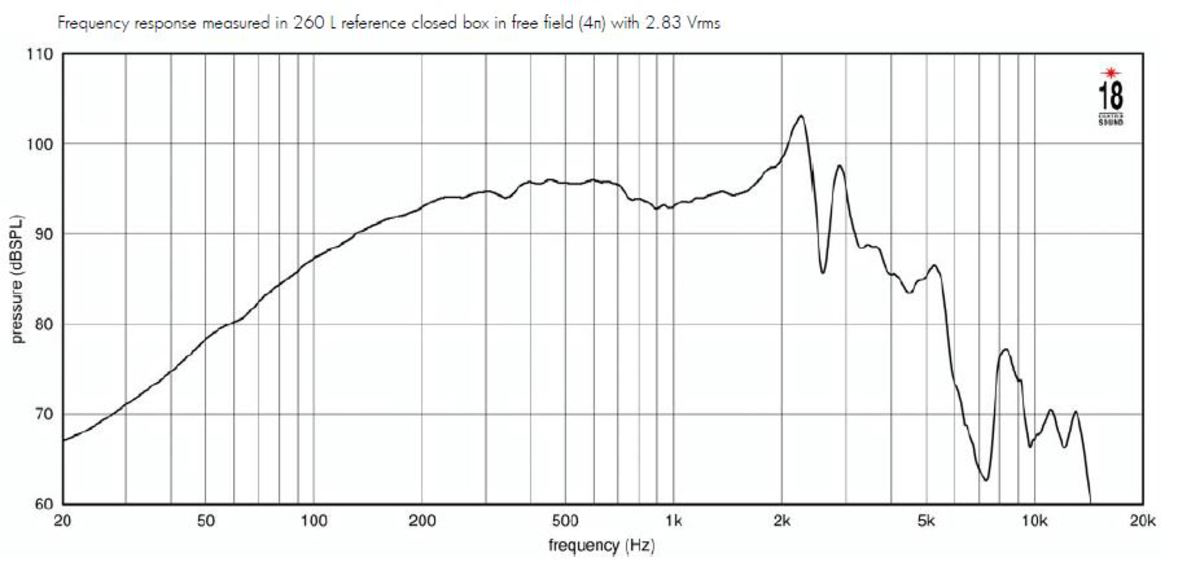 Frequency response measured in 260 L reference closed box in free field (4π) with 2.83 Vrms
110
100
90
80
70
60
pressure (dBSPL)
20 50 100 200 500 1k 2k 5k 10k 20k
frequency (Hz)
18
SOUND